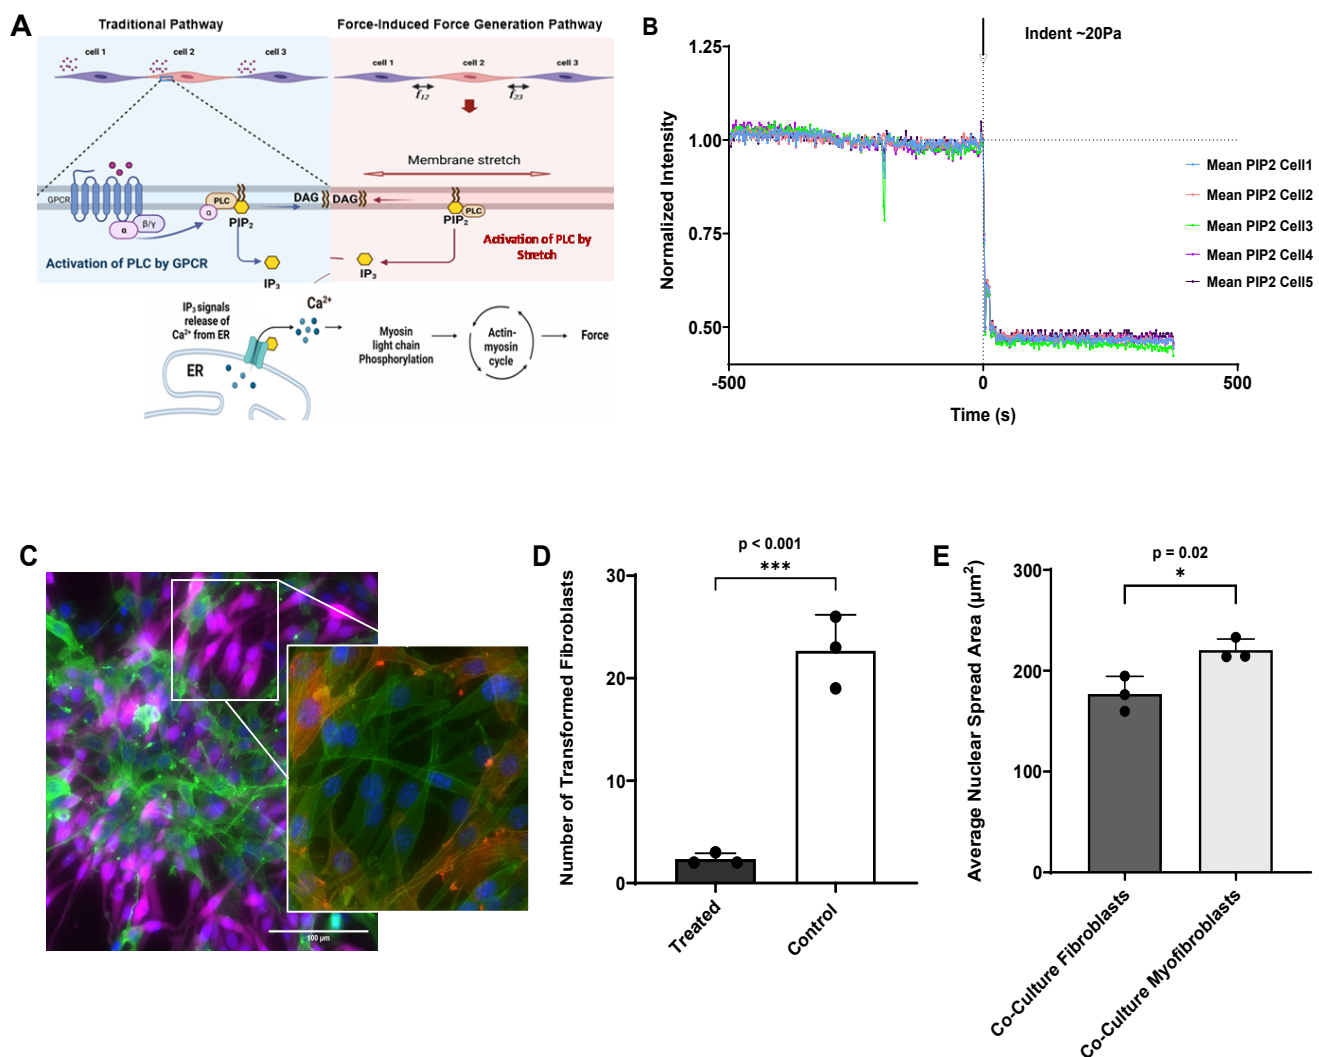 A
Traditional Pathway
Force-Induced Force Generation Pathway
cell 1
cell 2
cell 3
cell 1
cell 2
cell 3
f12
f23
Membrane stretch
GPCR
α
β/γ
α
PLC
PIP2
DAG
DAG
PIP2
PLC
Activation of PLC by GPCR
Activation of PLC by
Stretch
IP3
IP3
IP3 signals
release of
Ca2+ from ER
Ca2+
ER
Myosin
light chain
Phosphorylation
Actin-
myosin
cycle
Force
B
Indent ~20Pa
Normalized Intensity
1.25
1.00
0.75
0.50
-500
0
500
Time (s)
Mean PIP2 Cell1
Mean PIP2 Cell2
Mean PIP2 Cell3
Mean PIP2 Cell4
Mean PIP2 Cell5
C
100 µm
D
p < 0.001
***
Number of Transformed Fibroblasts
30
20
10
0
Treated
Control
E
p = 0.02
*
Average Nuclear Spread Area (µm2)
300
200
100
0
Co-Culture Fibroblasts
Co-Culture Myofibroblasts